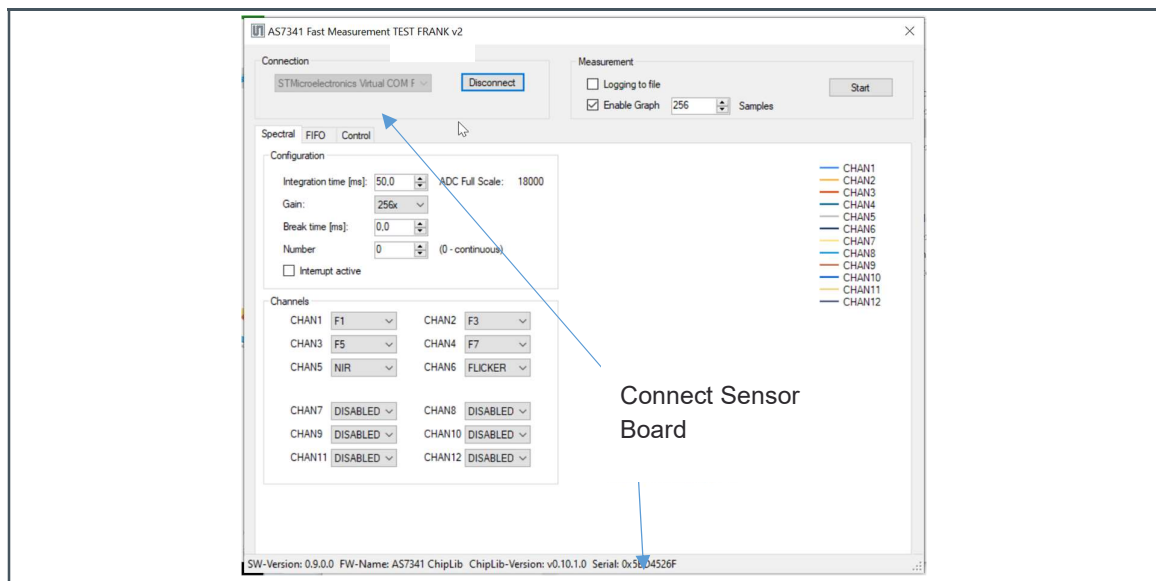 AS7341 Fast Measurement TEST FRANK v2
Connection
STMicroelectronics Virtual COM F
Disconnect
Measurement
Logging to file
Enable Graph 256 Samples
Start
Spectral FIFO Control
Configuration
Integration time [ms]: 50,0 ADC Full Scale: 18000
Gain: 256x
Break time [ms]: 0,0
Number 0 (0 - continuous)
Interrupt active
Channels
CHAN1 F1 CHAN2 F3
CHAN3 F5 CHAN4 F7
CHAN5 NIR CHAN6 FLICKER
CHAN7 DISABLED CHAN8 DISABLED
CHAN9 DISABLED CHAN10 DISABLED
CHAN11 DISABLED CHAN12 DISABLED
CHAN1
CHAN2
CHAN3
CHAN4
CHAN5
CHAN6
CHAN7
CHAN8
CHAN9
CHAN10
CHAN11
CHAN12
Connect Sensor
Board
SW-Version: 0.9.0.0 FW-Name: AS7341 ChipLib ChipLib-Version: v0.10.1.0 Serial: